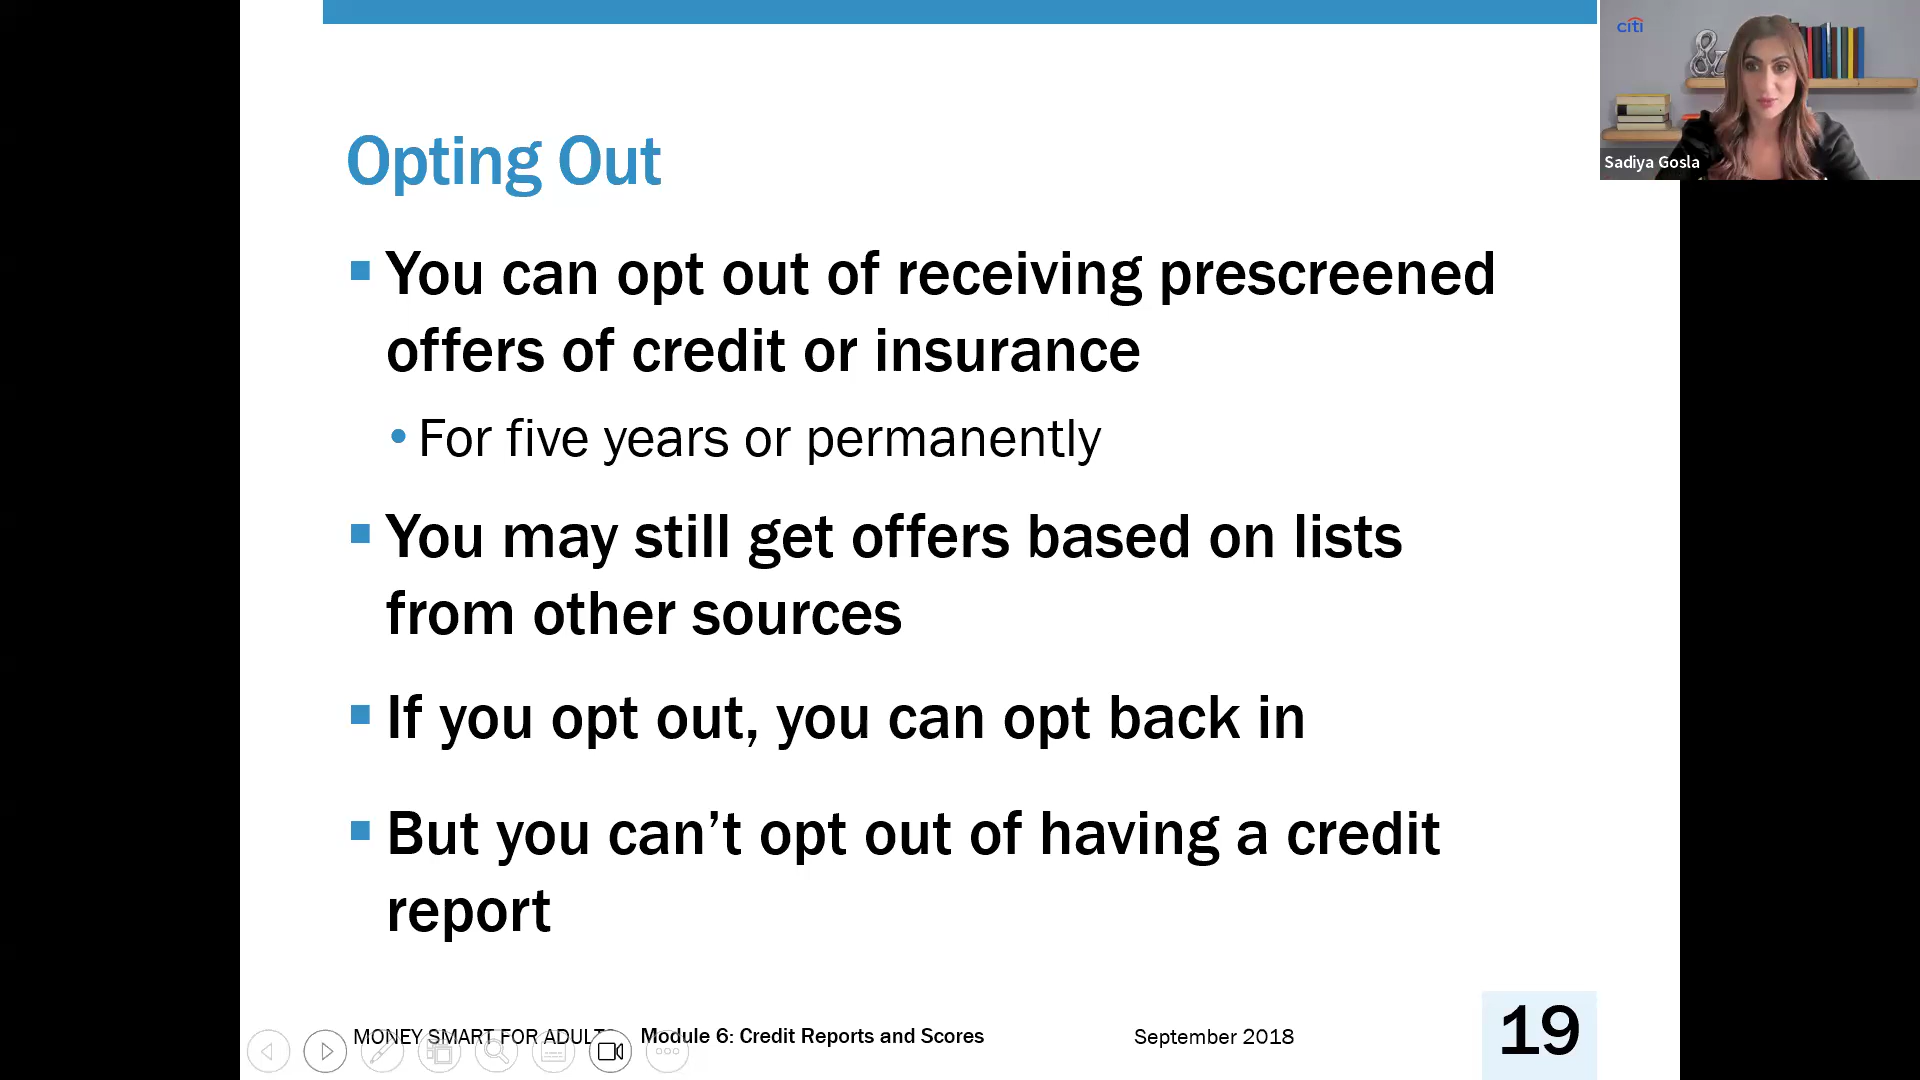 citi
Sadiya Gosla
Opting Out
You can opt out of receiving prescreened
offers of credit or insurance
For five years or permanently
You may still get offers based on lists
from other sources
If you opt out, you can opt back in
But you can’t opt out of having a credit
report
MONEY SMART FOR ADULTS Module 6: Credit Reports and Scores September 2018 19